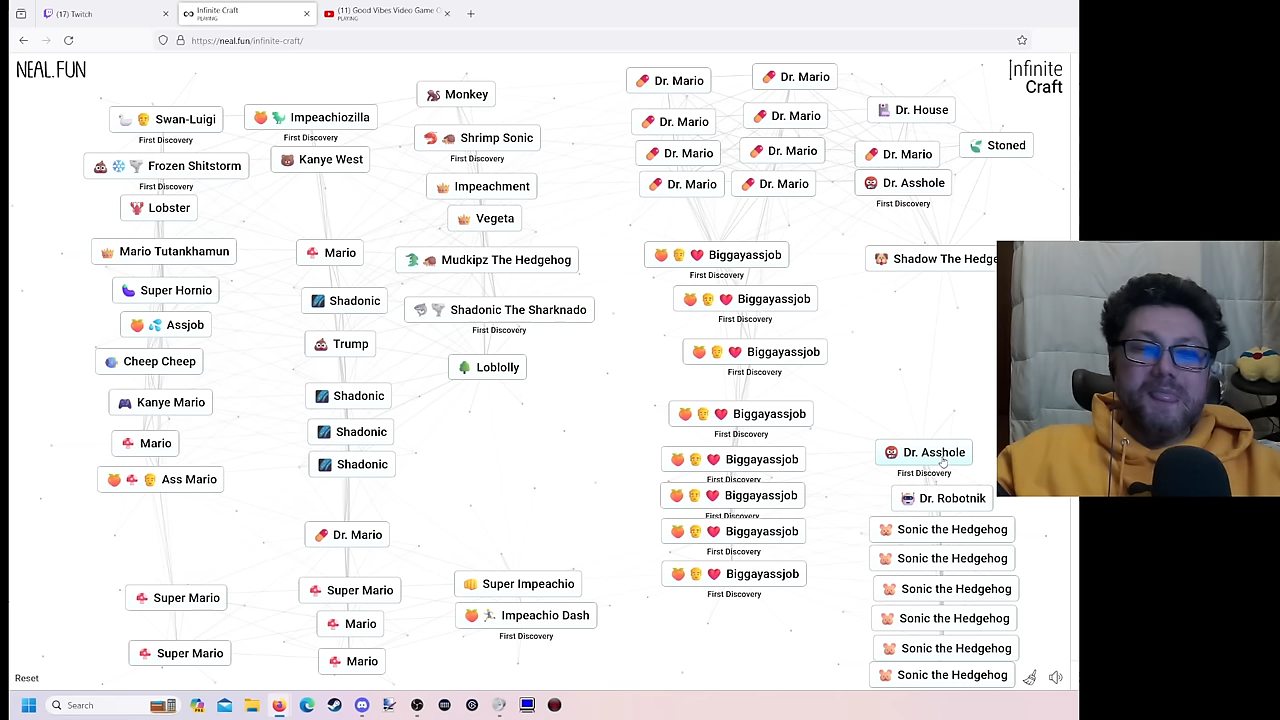 (17) Twitch
Infinite Craft
PLAYING
(11) Good Vibes Video Game
PLAYING
https://neal.fun/infinite-craft/
NEAL.FUN
Infinite
Craft
Swan-Luigi
First Discovery
Frozen Shitstorm
First Discovery
Lobster
Mario Tutankhamun
Super Hornio
Assjob
Cheep Cheep
Kanye Mario
Mario
Ass Mario
Super Mario
Super Mario
Impeachiozilla
First Discovery
Kanye West
Mario
Shadonic
Trump
Shadonic
Shadonic
Shadonic
Dr. Mario
Super Mario
Mario
Mario
Monkey
Shrimp Sonic
First Discovery
Impeachment
Vegeta
Mudkipz The Hedgehog
Shadonic The Sharknado
First Discovery
Loblolly
Super Impeachio
Impeachio Dash
First Discovery
Dr. Mario
Dr. Mario
Dr. Mario
Dr. Mario
Dr. Mario
Dr. Mario
Dr. Mario
Dr. Mario
Biggayassjob
First Discovery
Biggayassjob
First Discovery
Biggayassjob
First Discovery
Biggayassjob
First Discovery
Biggayassjob
First Discovery
Biggayassjob
First Discovery
Biggayassjob
First Discovery
Biggayassjob
First Discovery
Dr. House
Stoned
Dr. Mario
Dr. Asshole
First Discovery
Shadow The Hedge
Dr. Asshole
First Discovery
Dr. Robotnik
Sonic the Hedgehog
Sonic the Hedgehog
Sonic the Hedgehog
Sonic the Hedgehog
Sonic the Hedgehog
Sonic the Hedgehog
Reset
Search